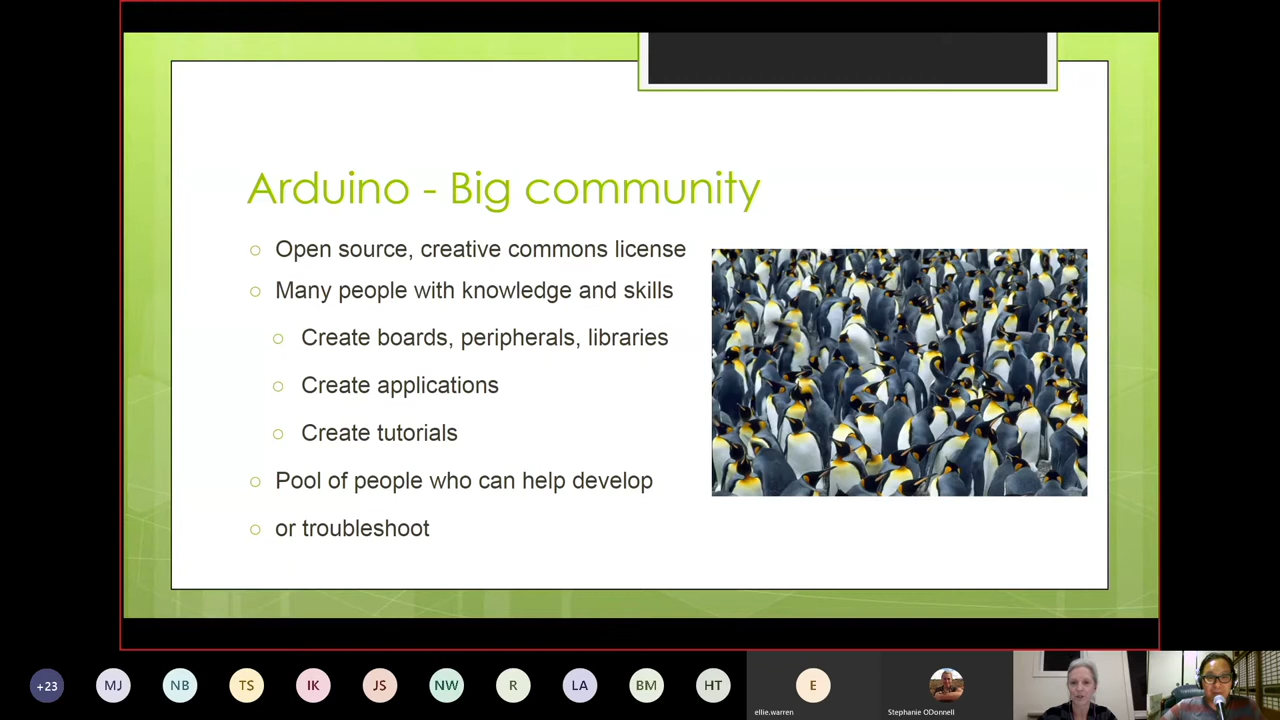 Arduino - Big community
Open source, creative commons license
Many people with knowledge and skills
Create boards, peripherals, libraries
Create applications
Create tutorials
Pool of people who can help develop
or troubleshoot
+23
MJ
NB
TS
IK
JS
NW
R
LA
BM
HT
E
ellie.warren
Stephanie ODonnell